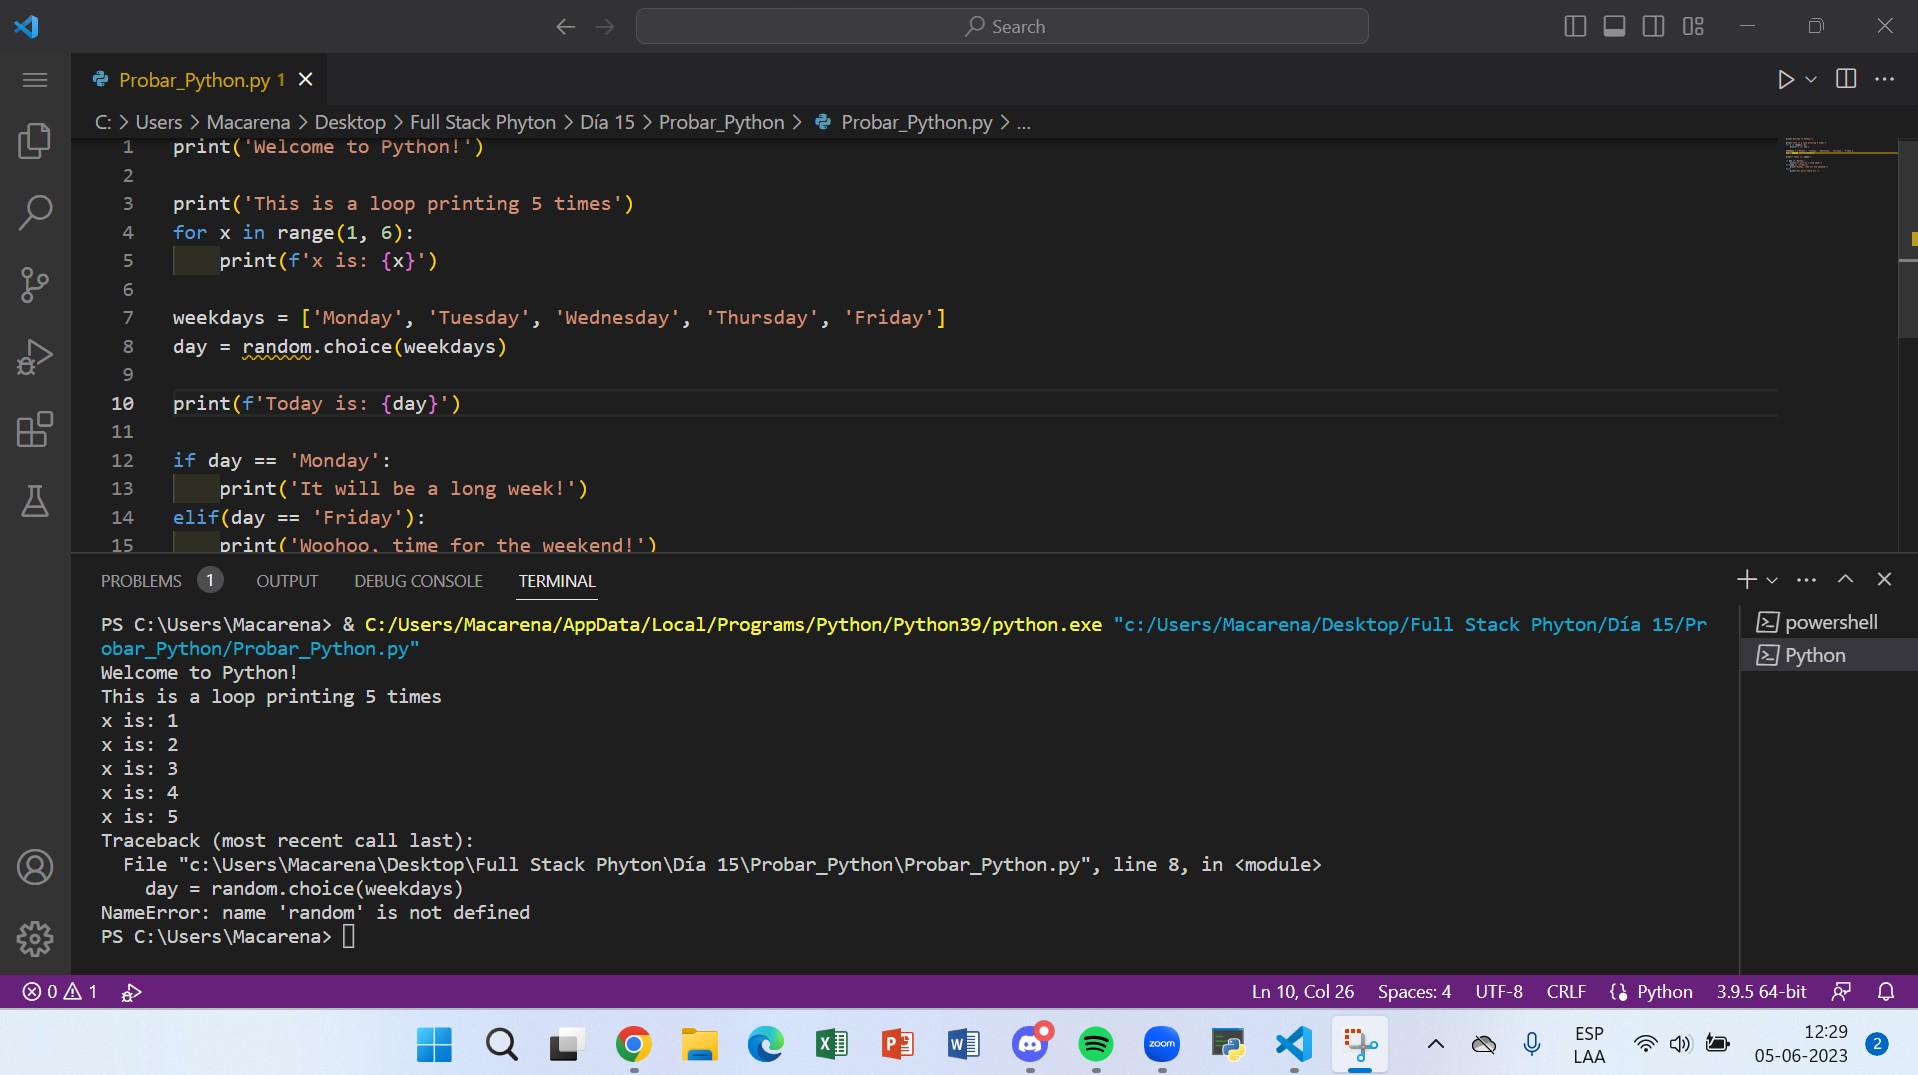 Search
Probar_Python.py 1
C: > Users > Macarena > Desktop > Full Stack Phyton > Día 15 > Probar_Python > Probar_Python.py > ...
1 print('Welcome to Python!')
2
3 print('This is a loop printing 5 times')
4 for x in range(1, 6):
5 print(f'x is: {x}')
6
7 weekdays = ['Monday', 'Tuesday', 'Wednesday', 'Thursday', 'Friday']
8 day = random.choice(weekdays)
9
10 print(f'Today is: {day}')
11
12 if day == 'Monday':
13 print('It will be a long week!')
14 elif(day == 'Friday'):
15 print('Woohoo, time for the weekend!')
PROBLEMS 1 OUTPUT DEBUG CONSOLE TERMINAL
PS C:\Users\Macarena> & C:/Users/Macarena/AppData/Local/Programs/Python/Python39/python.exe "c:/Users/Macarena/Desktop/Full Stack Phyton/Día 15/Pr
obar_Python/Probar_Python.py"
Welcome to Python!
This is a loop printing 5 times
x is: 1
x is: 2
x is: 3
x is: 4
x is: 5
Traceback (most recent call last):
File "c:\Users\Macarena\Desktop\Full Stack Phyton\Día 15\Probar_Python\Probar_Python.py", line 8, in <module>
day = random.choice(weekdays)
NameError: name 'random' is not defined
PS C:\Users\Macarena>
powershell
Python
0 1 Ln 10, Col 26 Spaces: 4 UTF-8 CRLF Python 3.9.5 64-bit
zoom
ESP
LAA
12:29
05-06-2023
2